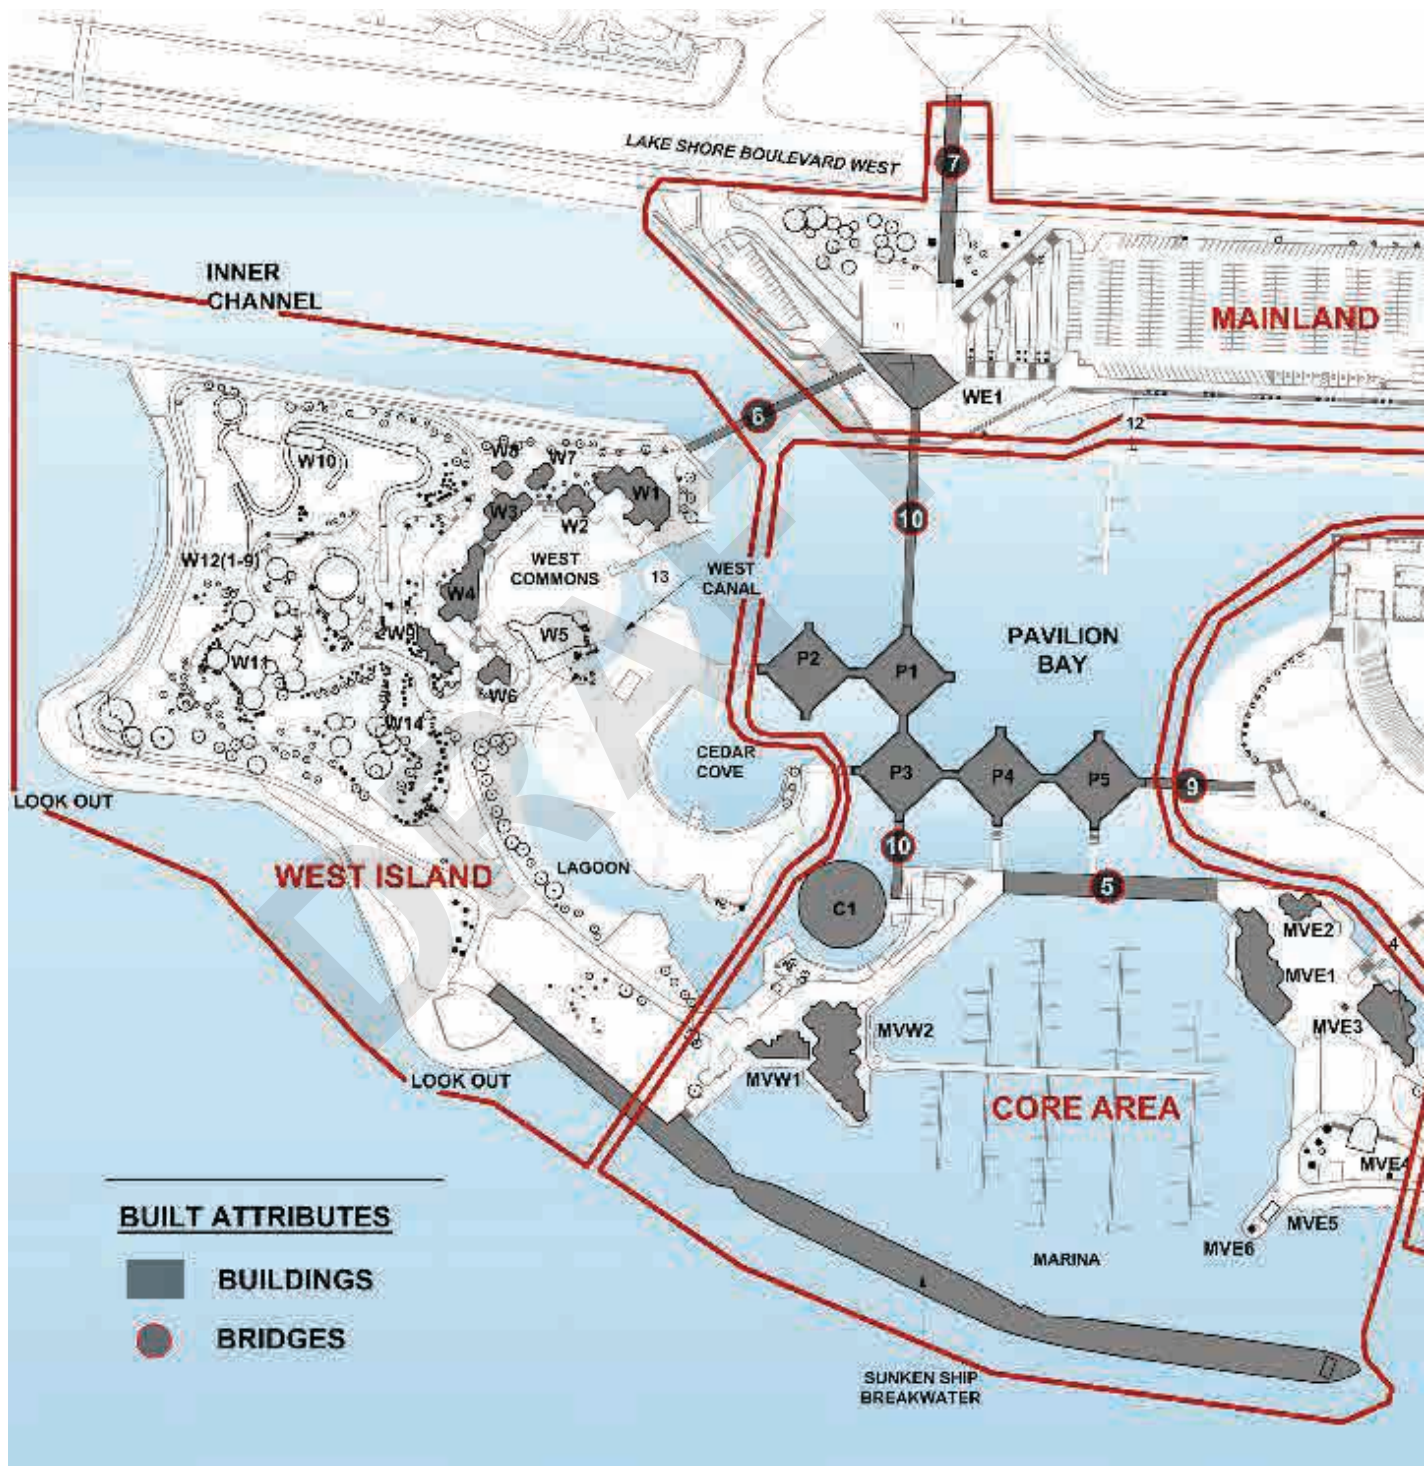 LAKE SHORE BOULEVARD WEST
7
INNER
CHANNEL
MAINLAND
WE1
6
12
W10
W8
W7
W1
W3
W2
10
W12(1-9)
WEST
COMMONS
13
WEST
CANAL
W4
W5
W9
W11
W6
W14
P2
P1
PAVILION
BAY
CEDAR
COVE
P3
P4
P5
9
LOOK OUT
10
WEST ISLAND
LAGOON
C1
5
MVE2
4
MVE1
MVE3
MVW2
MVW1
LOOK OUT
CORE AREA
MVE4
MVE5
MVE6
MARINA
BUILT ATTRIBUTES
BUILDINGS
BRIDGES
SUNKEN SHIP
BREAKWATER
DRAFT